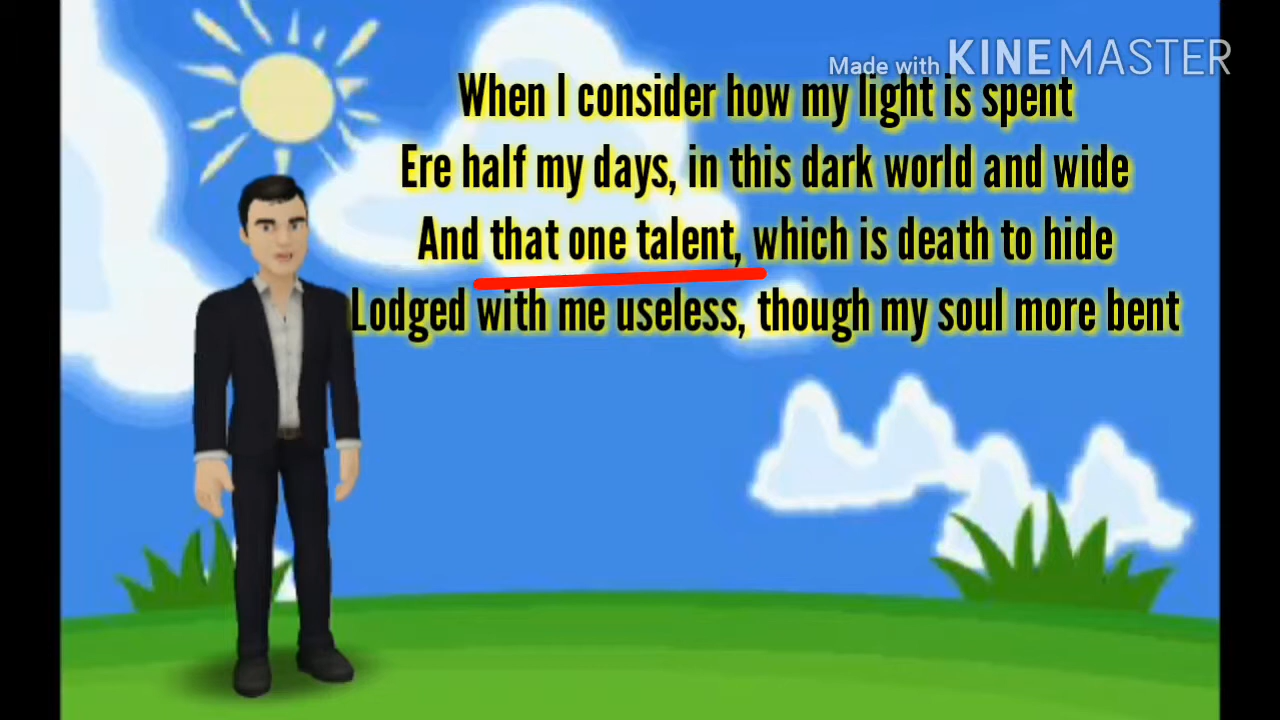 Made with KINEMASTER
When I consider how my light is spent
Ere half my days, in this dark world and wide
And that one talent, which is death to hide
Lodged with me useless, though my soul more bent